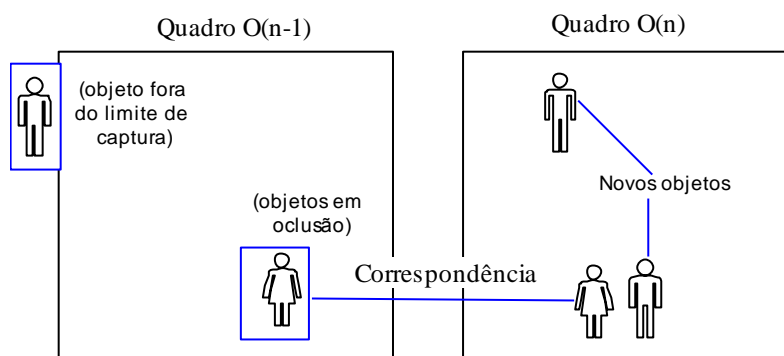 Quadro O(n-1)
Quadro O(n)
(objeto fora
do limite de
captura)
Novos objetos
(objetos em
oclusão)
Correspondência